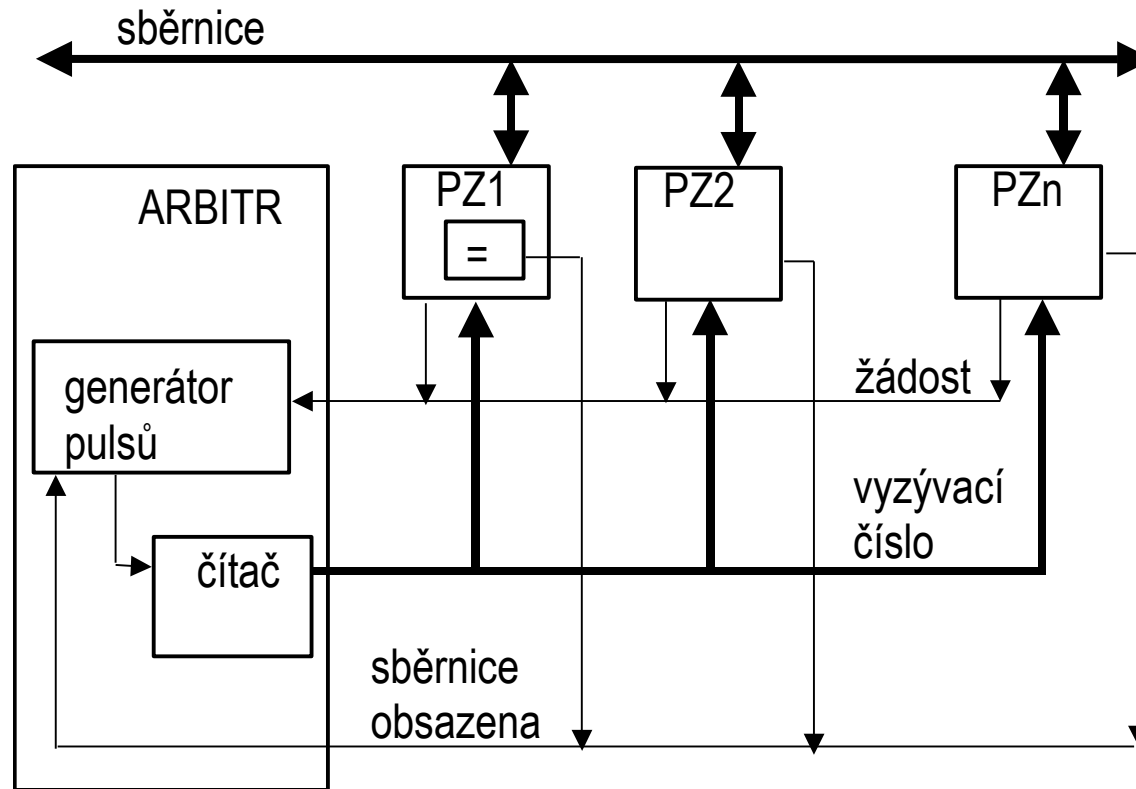 sběrnice
PZ1
PZ2
PZn
ARBITR
=
generátor
pulsů
žádost
vyzývací
číslo
čítač
sběrnice
obsazena